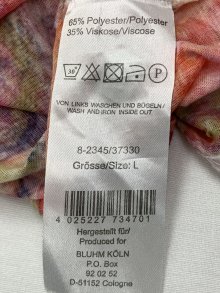 65% Polyester/Polyester
35% Viskose/Viscose
30°
P
VON LINKS WASCHEN UND BÜGELN/
WASH AND IRON INSIDE OUT
8-2345/37330
Grösse/Size: L
4 025227 734701
Hergestellt für/
Produced for
BLUHM KÖLN
P.O. Box
92 02 52
D-51152 Cologne